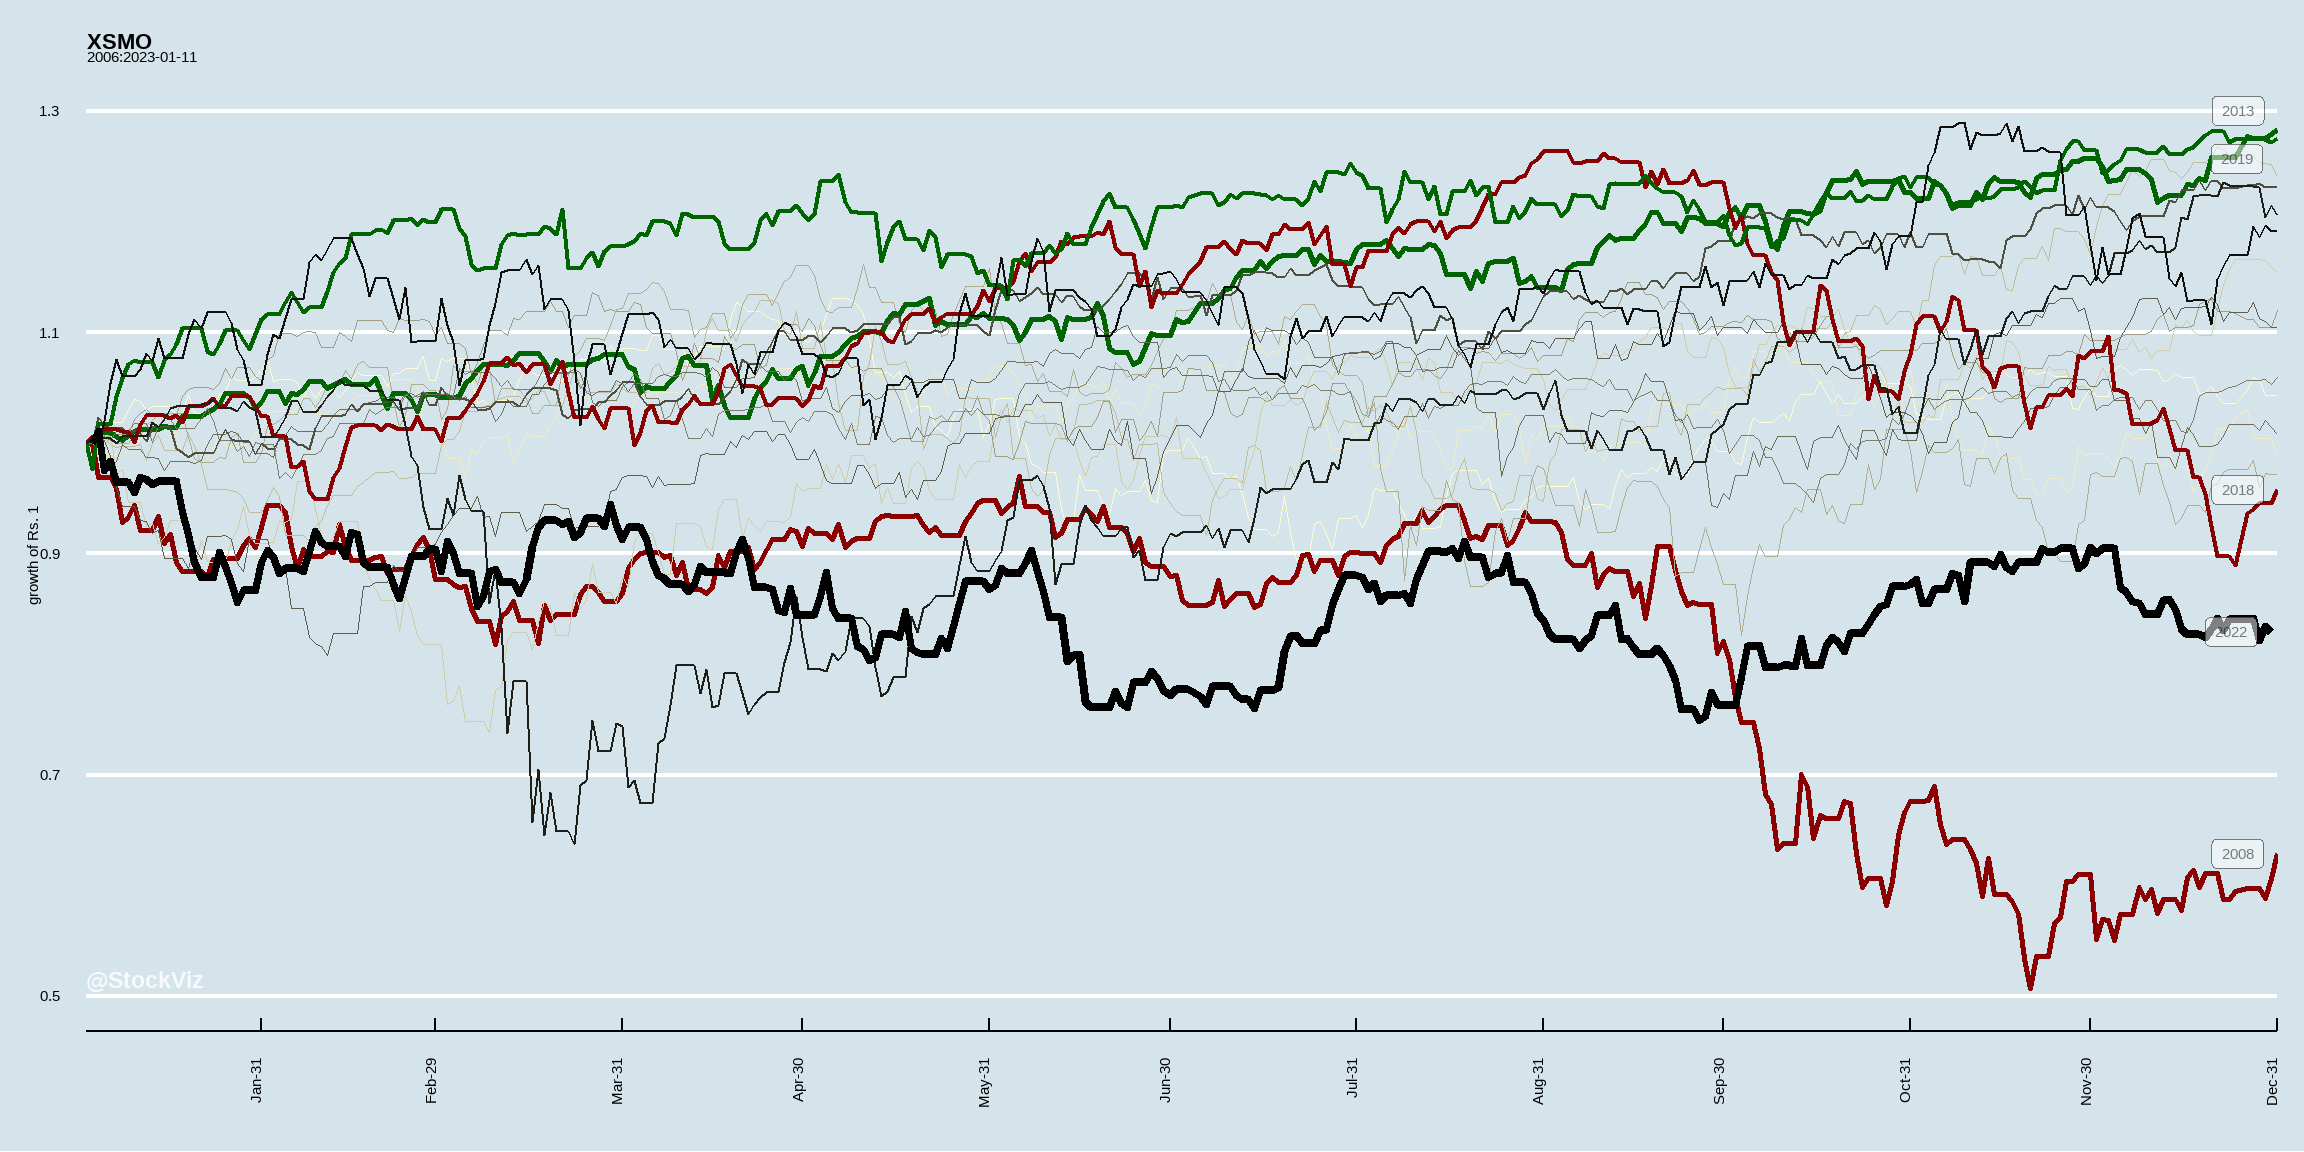 XSMO
2006:2023-01-11
growth of Rs. 1
1.3
1.1
0.9
0.7
0.5
2013
2019
2018
2022
2008
@StockViz
Jan-31
Feb-29
Mar-31
Apr-30
May-31
Jun-30
Jul-31
Aug-31
Sep-30
Oct-31
Nov-30
Dec-31